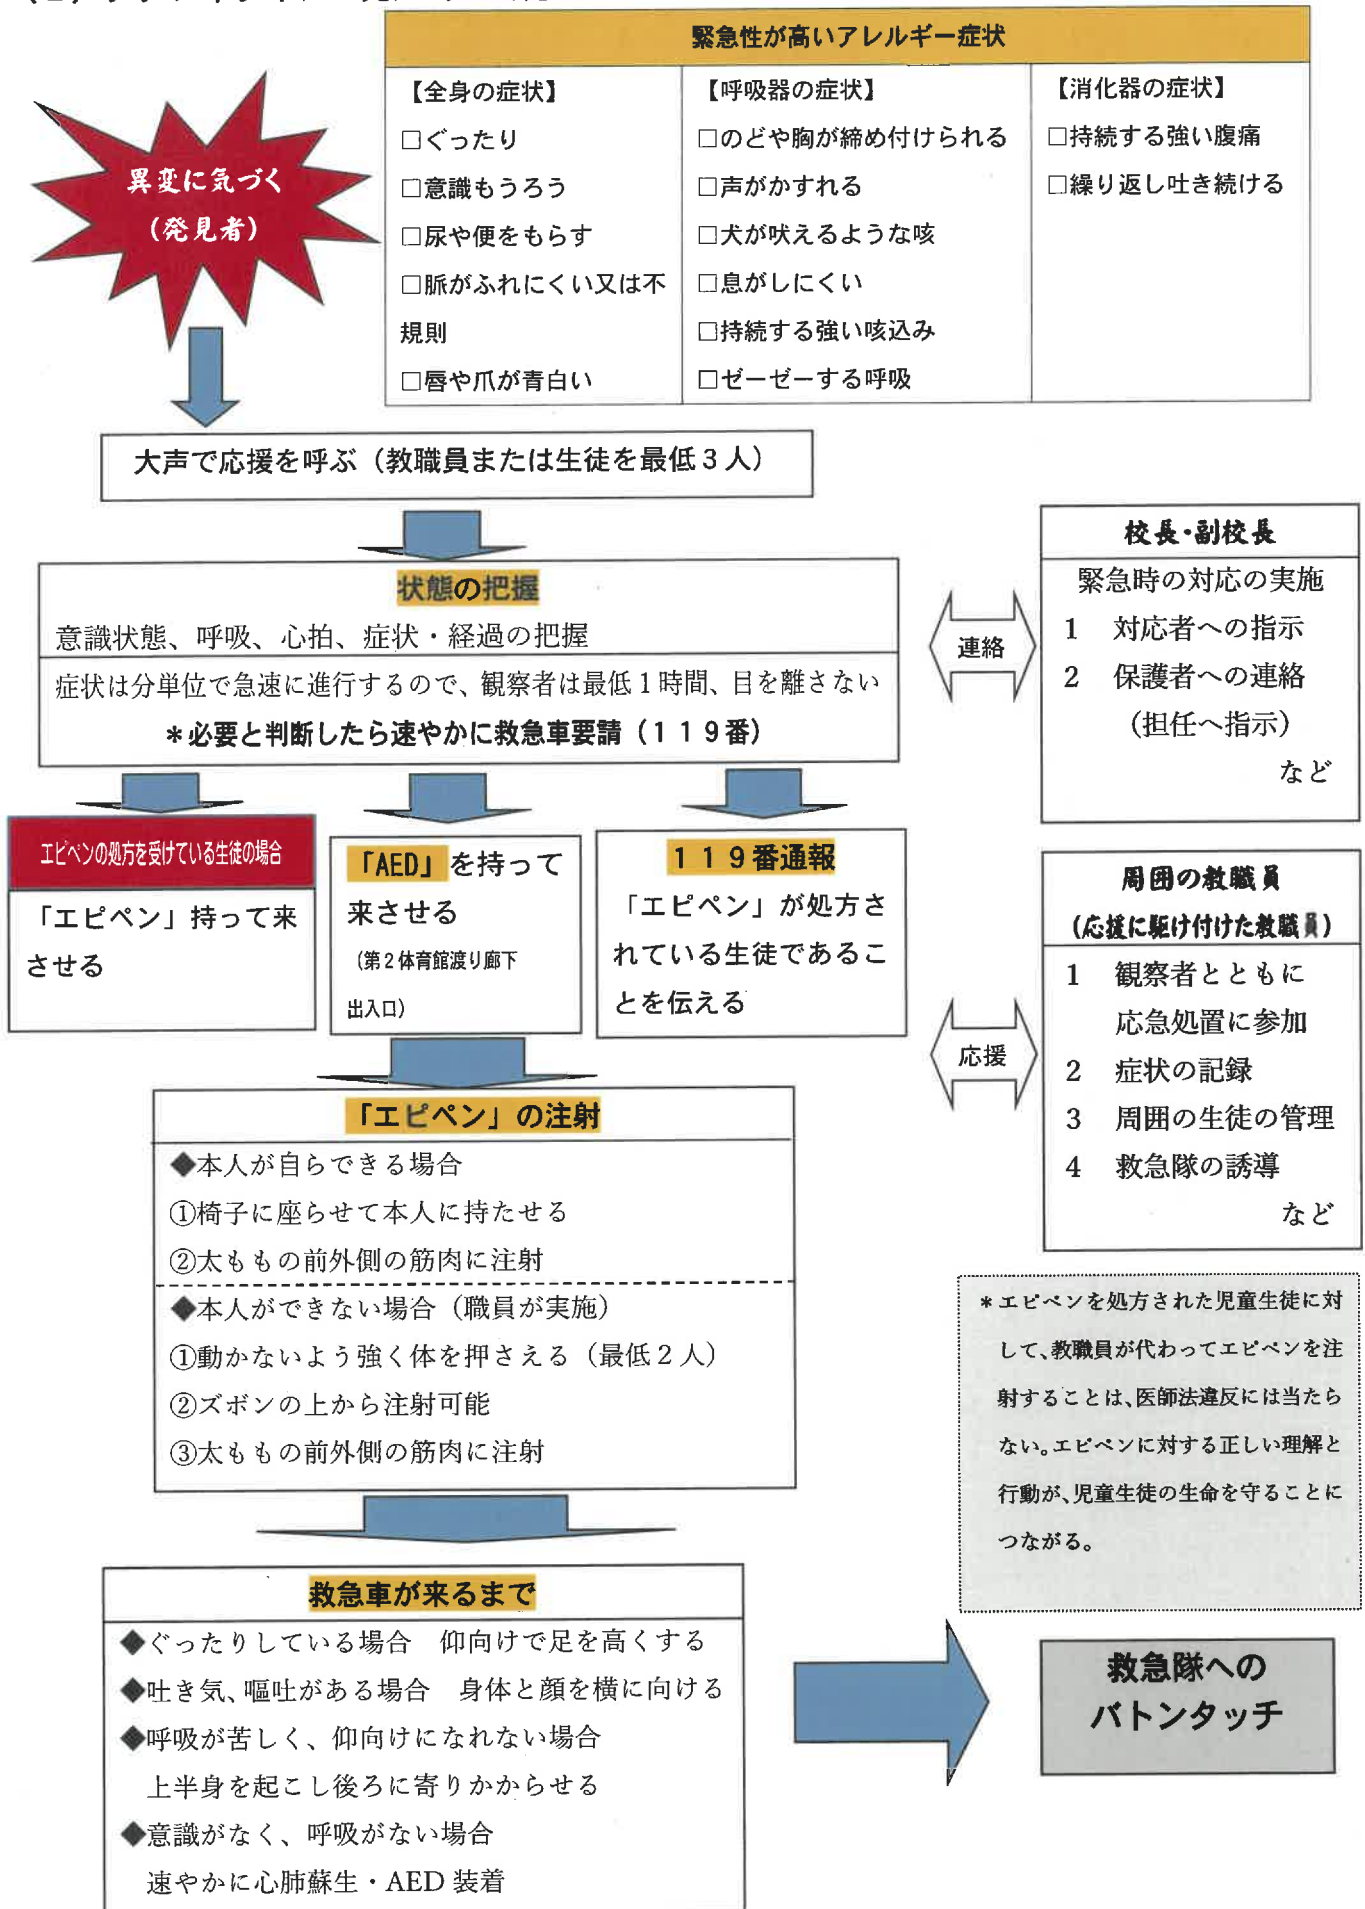 緊急性が高いアレルギー症状
【全身の症状】
□ぐったり
□意識もうろう
□尿や便をもらす
□脈がふれにくい又は不
規則
□唇や爪が青白い
【呼吸器の症状】
□のどや胸が締め付けられる
□声がかすれる
□犬が吠えるような咳
□息がしにくい
□持続する強い咳込み
□ゼーゼーする呼吸
【消化器の症状】
□持続する強い腹痛
□繰り返し吐き続ける
異変に気づく
(発見者)
大声で応援を呼ぶ（教職員または生徒を最低３人）
状態の把握
意識状態、呼吸、心拍、症状・経過の把握
症状は分単位で急速に進行するので、観察者は最低１時間、目を離さない
＊必要と判断したら速やかに救急車要請（１１９番）
連絡
校長・副校長
緊急時の対応の実施
1　対応者への指示
2　保護者への連絡
（担任へ指示）
など
エピペンの処方を受けている生徒の場合
「エピペン」持って来
させる
「AED」を持って
来させる
（第２体育館渡り廊下
出入口）
１１９番通報
「エピペン」が処方さ
れている生徒であるこ
とを伝える
応援
周囲の教職員
（応援に駆け付けた教職員）
1　観察者とともに
応急処置に参加
2　症状の記録
3　周囲の生徒の管理
4　救急隊の誘導
など
「エピペン」の注射
◆本人が自らできる場合
①椅子に座らせて本人に持たせる
②太ももの前外側の筋肉に注射
◆本人ができない場合（職員が実施）
①動かないよう強く体を押さえる（最低２人）
②ズボンの上から注射可能
③太ももの前外側の筋肉に注射
＊エピペンを処方された児童生徒に対
して、教職員が代わってエピペンを注
射することは、医師法違反には当たら
ない。エピペンに対する正しい理解と
行動が、児童生徒の生命を守ることに
つながる。
救急車が来るまで
◆ぐったりしている場合　仰向けで足を高くする
◆吐き気、嘔吐がある場合　身体と顔を横に向ける
◆呼吸が苦しく、仰向けになれない場合
上半身を起こし後ろに寄りかからせる
◆意識がなく、呼吸がない場合
速やかに心肺蘇生・AED 装着
救急隊への
バトンタッチ